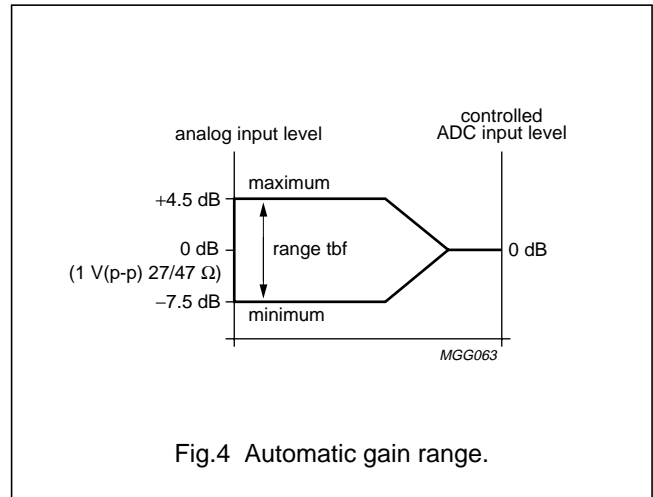 analog input level
controlled
ADC input level
maximum
+4.5 dB
0 dB
(1 V(p-p) 27/47 Ω)
range tbf
0 dB
−7.5 dB
minimum
MGG063
Fig.4 Automatic gain range.